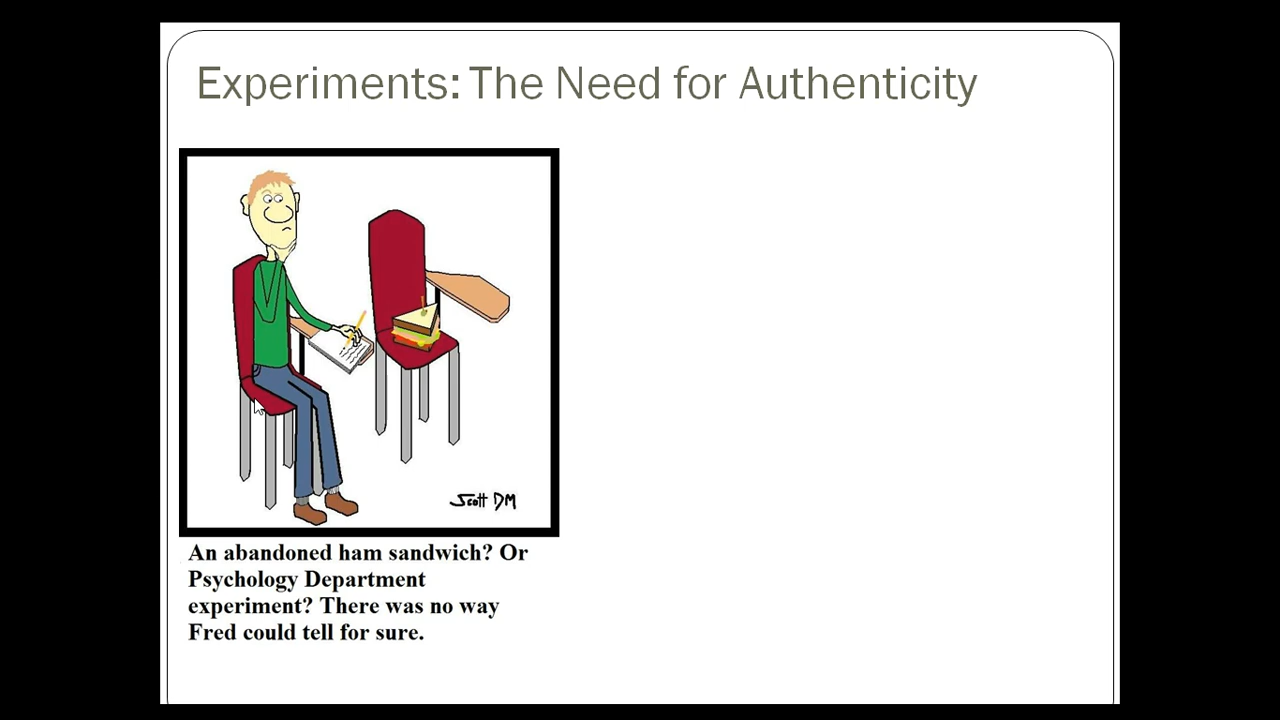 Experiments: The Need for Authenticity
Scott DM
An abandoned ham sandwich? Or
Psychology Department
experiment? There was no way
Fred could tell for sure.